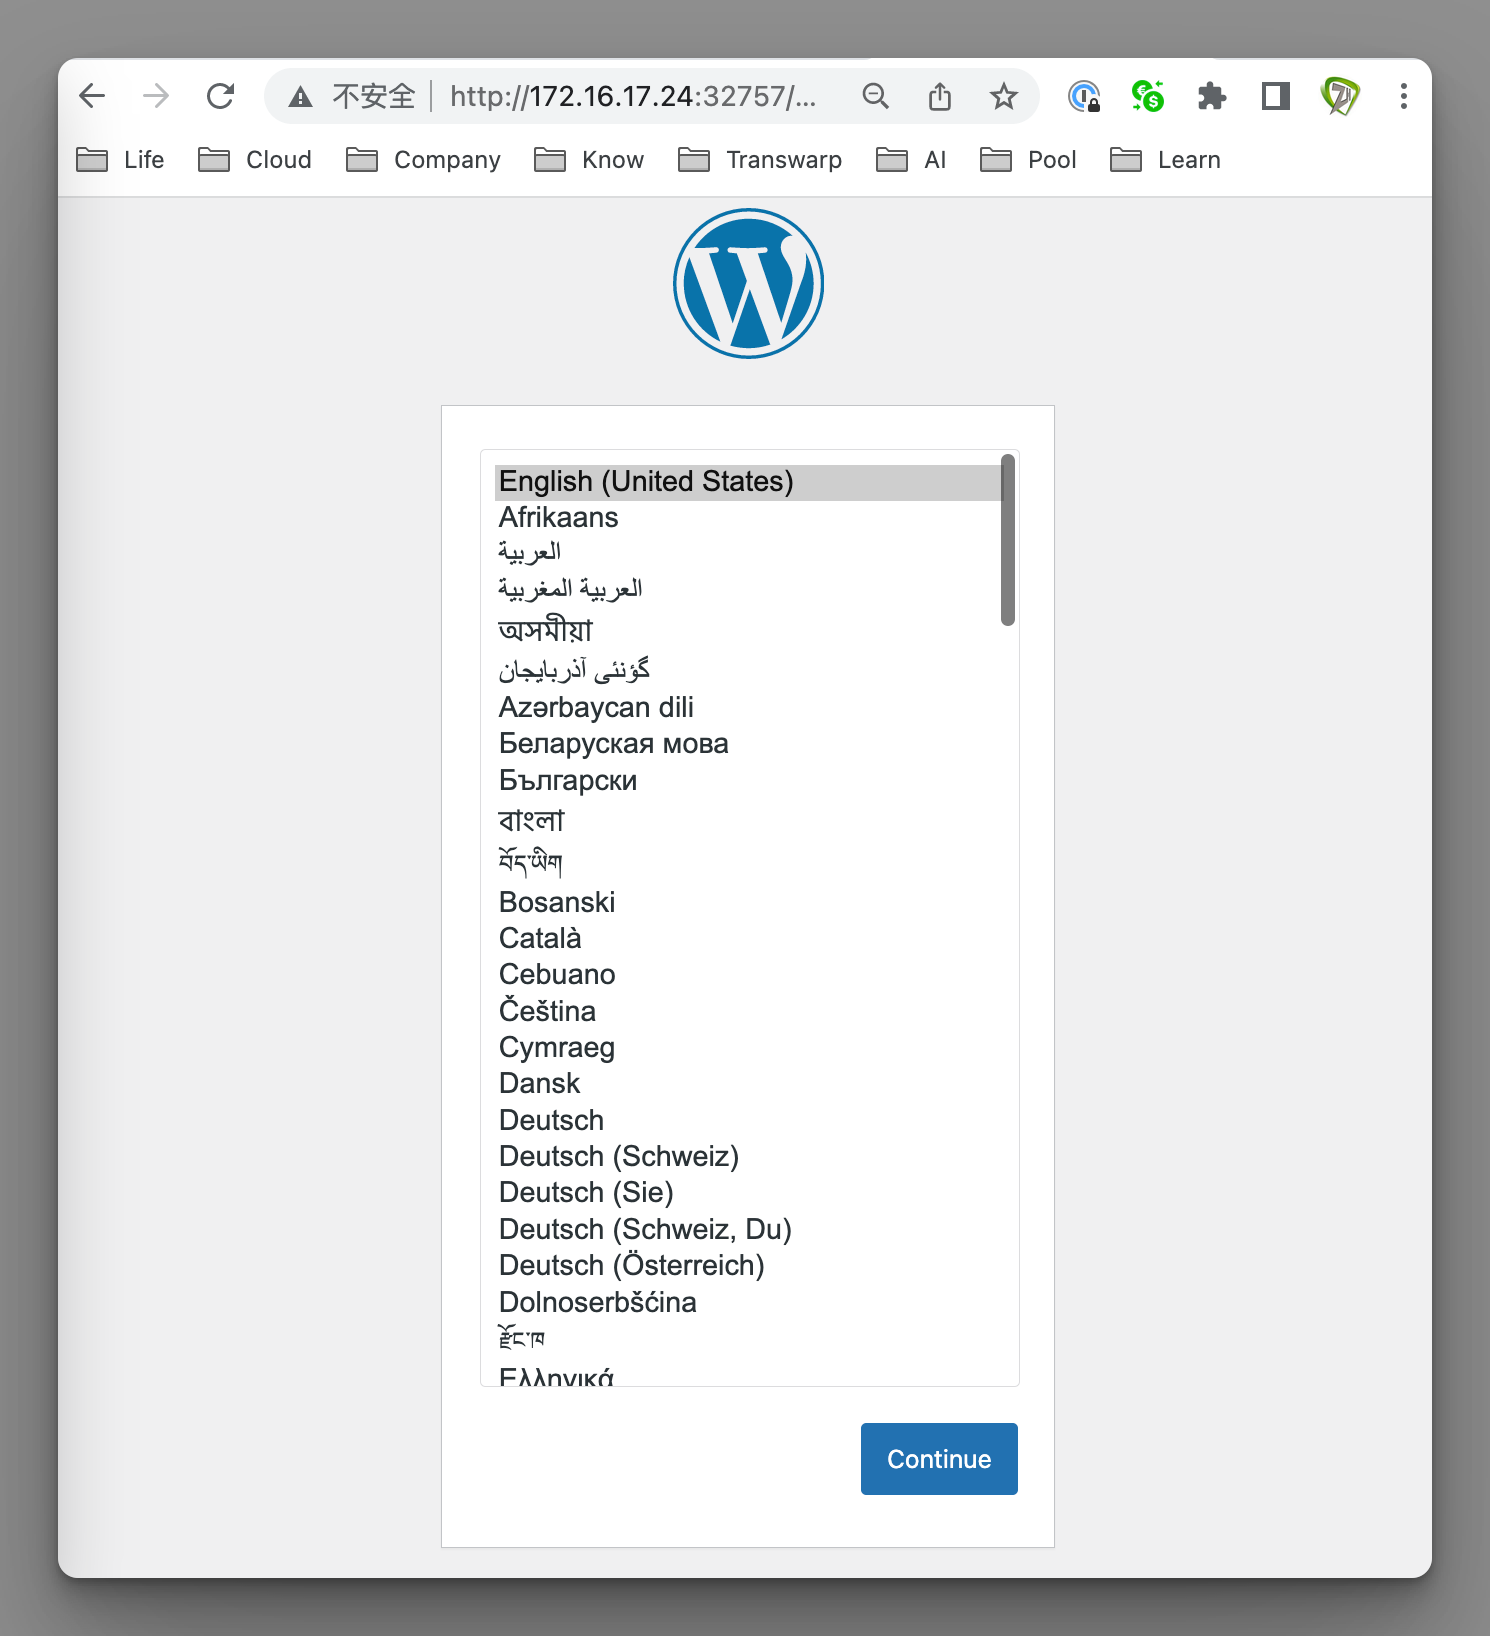 不安全 http://172.16.17.24:32757/...
Life Cloud Company Know Transwarp AI Pool Learn
English (United States)
Afrikaans
العربية
العربية المغربية
অসমীয়া
گؤنئی آذربایجان
Azərbaycan dili
Беларуская мова
Български
বাংলা
བོད་ཡིག
Bosanski
Català
Cebuano
Čeština
Cymraeg
Dansk
Deutsch
Deutsch (Schweiz)
Deutsch (Sie)
Deutsch (Schweiz, Du)
Deutsch (Österreich)
Dolnoserbšćina
རྫོང་ཁ
Ελληνικά
Continue